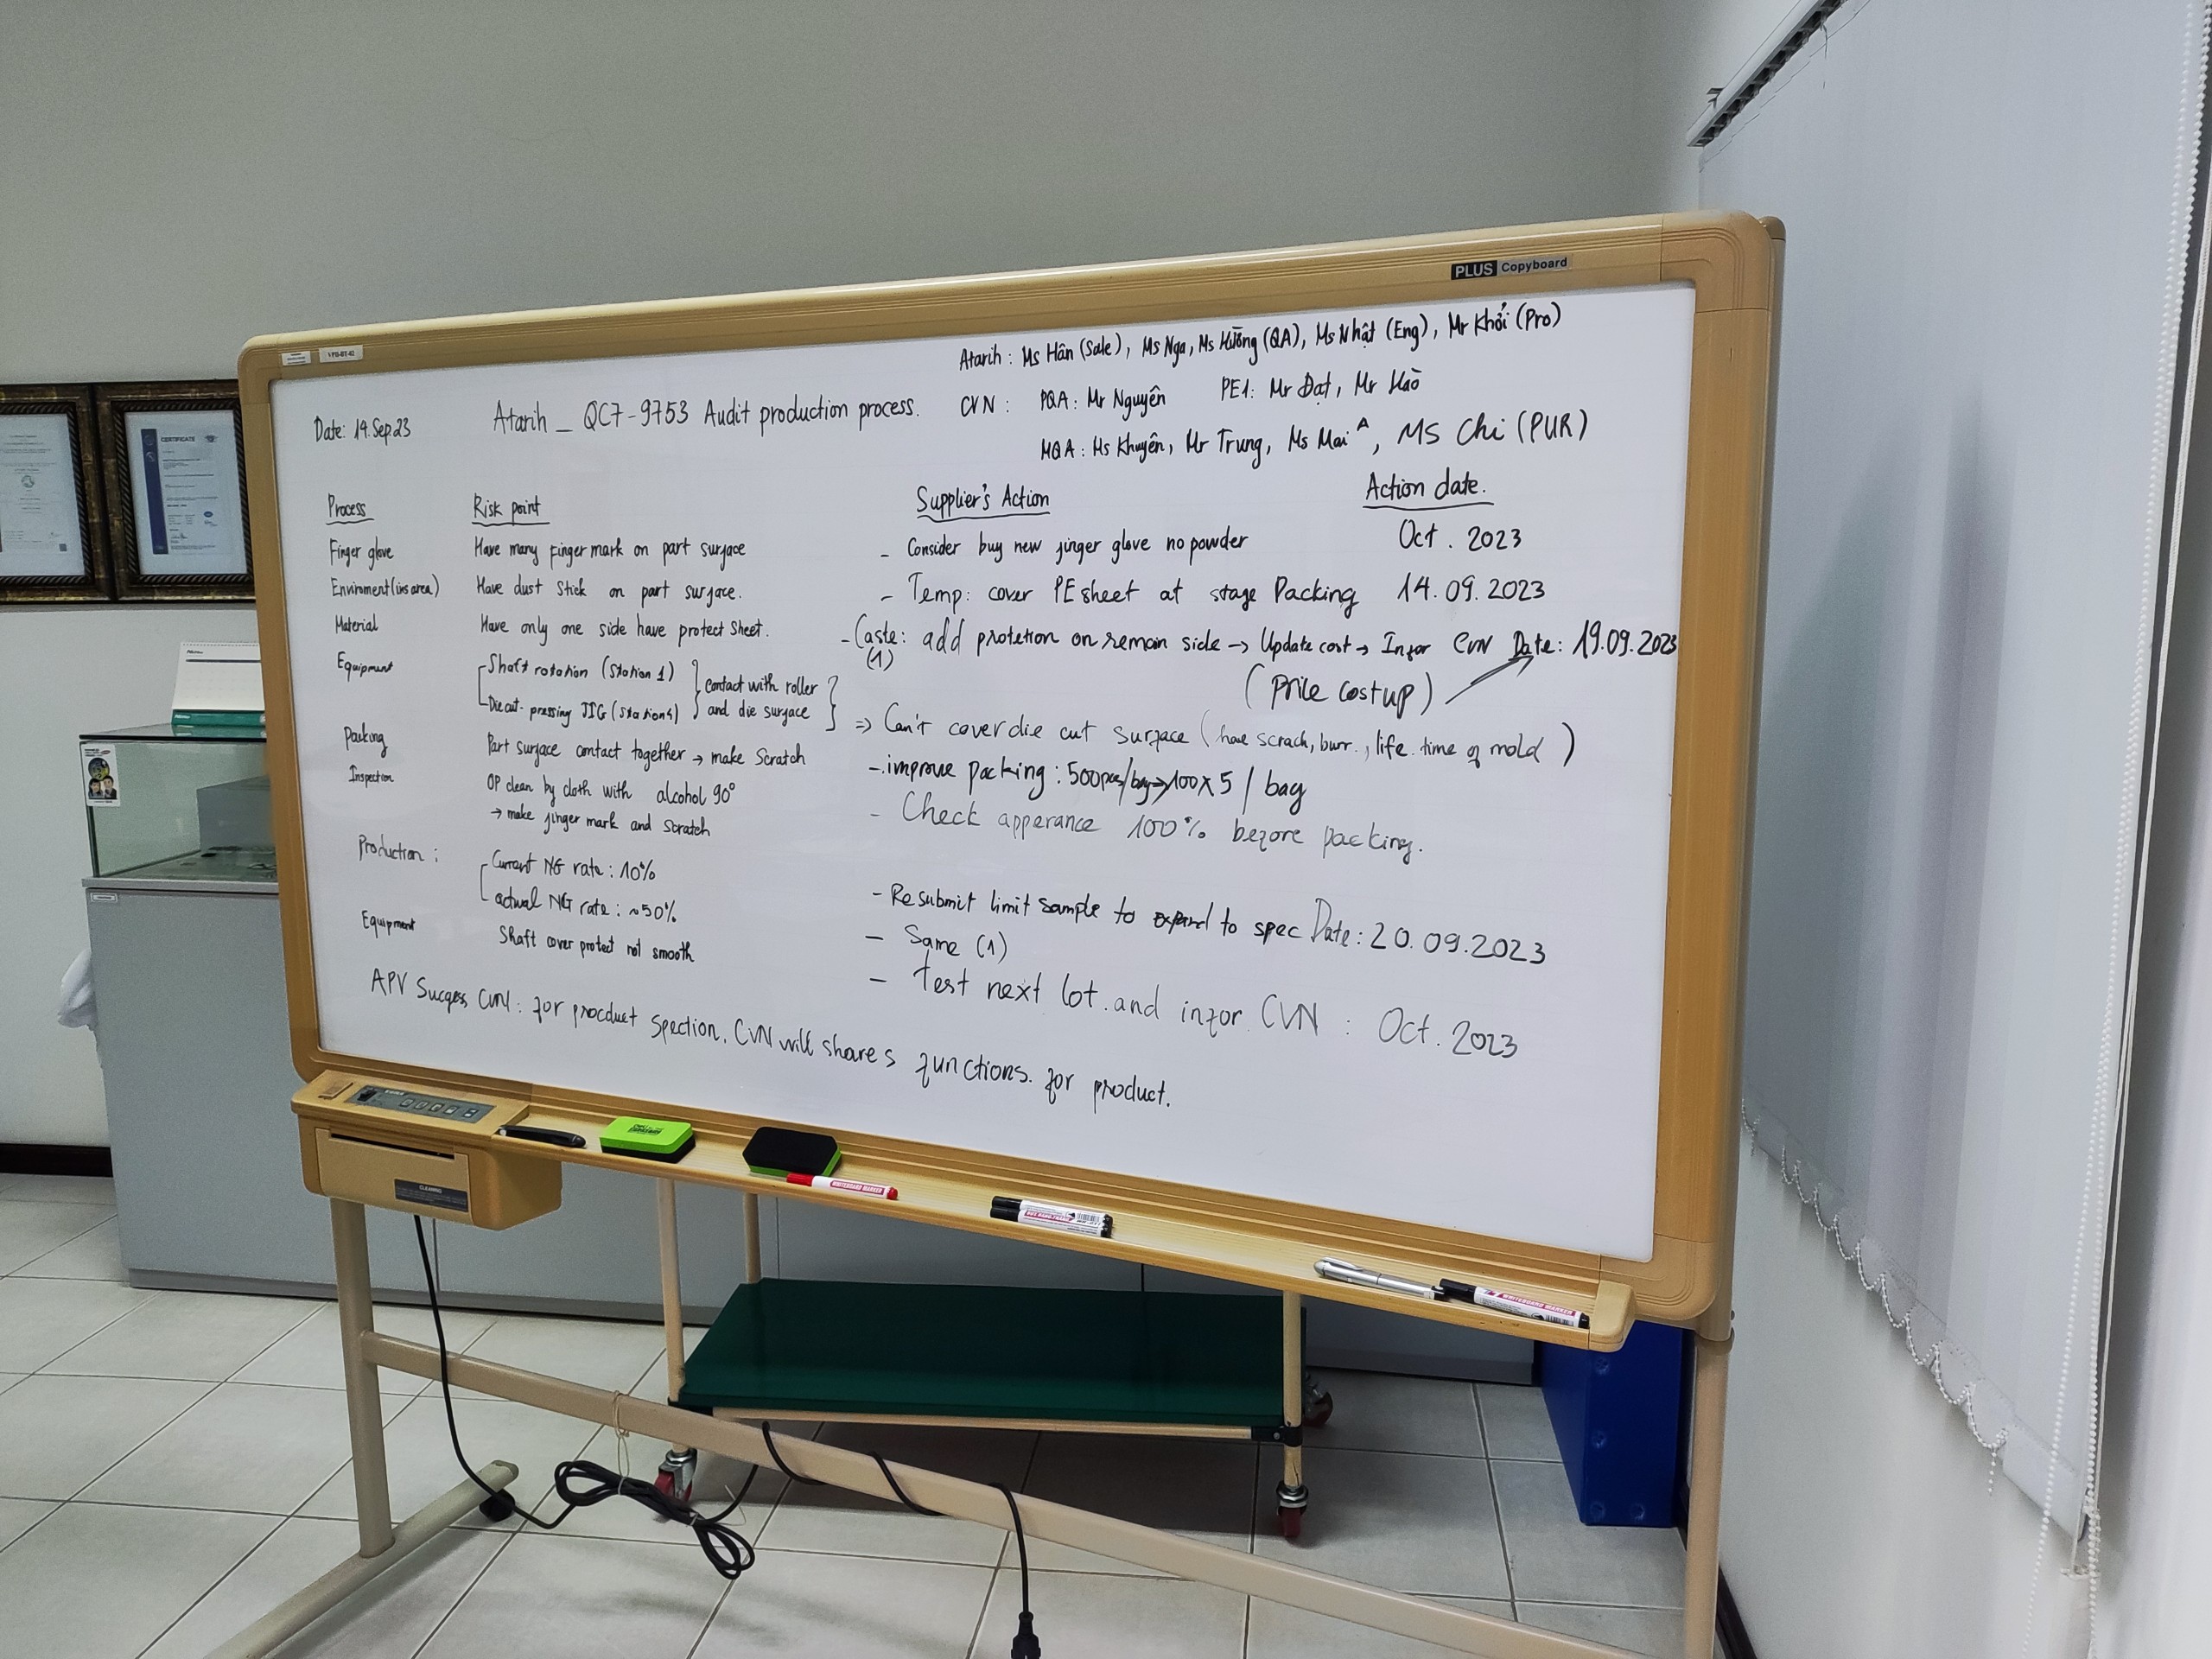 PLUS Copyboard
Atarih : Ms Hân (Sale), Ms Nga, Ms Hường (QA), Ms Nhật (Eng), Mr Khởi (Pro)
Date: 14.Sep.23
Atarih _ QC7-9753 Audit production process.
CVN : PQA : Mr Nguyên PE1: Mr Đạt, Mr Hào
MQA : Ms Khuyên, Mr Trung, Ms Mai A, MS Chi (PUR)
Process Risk point Supplier's Action Action date.
Finger glove Have many finger mark on part surface - Consider buy new finger glove no powder Oct. 2023
Enviroment (ins area) Have dust stick on part surface. - Temp: cover PE sheet at stage Packing 14.09.2023
Material Have only one side have protect sheet. - Caste: add protetion on remain side → Update cost → Infor CVN Date: 19.09.2023
(1)
(Price cost up)
Equipment Shaft rotation (Station 1) contact with roller
Die cut pressing JIG (Station 4) and die surface
⇒ Can't cover die cut surface (have scrach, burr.., life time of mold)
Packing Part surface contact together → make Scratch - improve packing : 500pcs/bag → 100 x 5 / bag
Inspection OP clean by cloth with alcohol 90° - Check apperance 100% before packing.
→ make finger mark and Scratch
Production : Current NG rate : 10%
actual NG rate : ~50% - Resubmit limit sample to to spec Date: 20.09.2023
Equipment Shaft cover protect not smooth - Same (1)
- Test next lot. and infor CVN : Oct. 2023
APV CVN : for procduct Spection. CVN will shares functions. for product.
CERTIFICATE
CLEANING
WHITEBOARD MARKER
WHITEBOARD MARKER